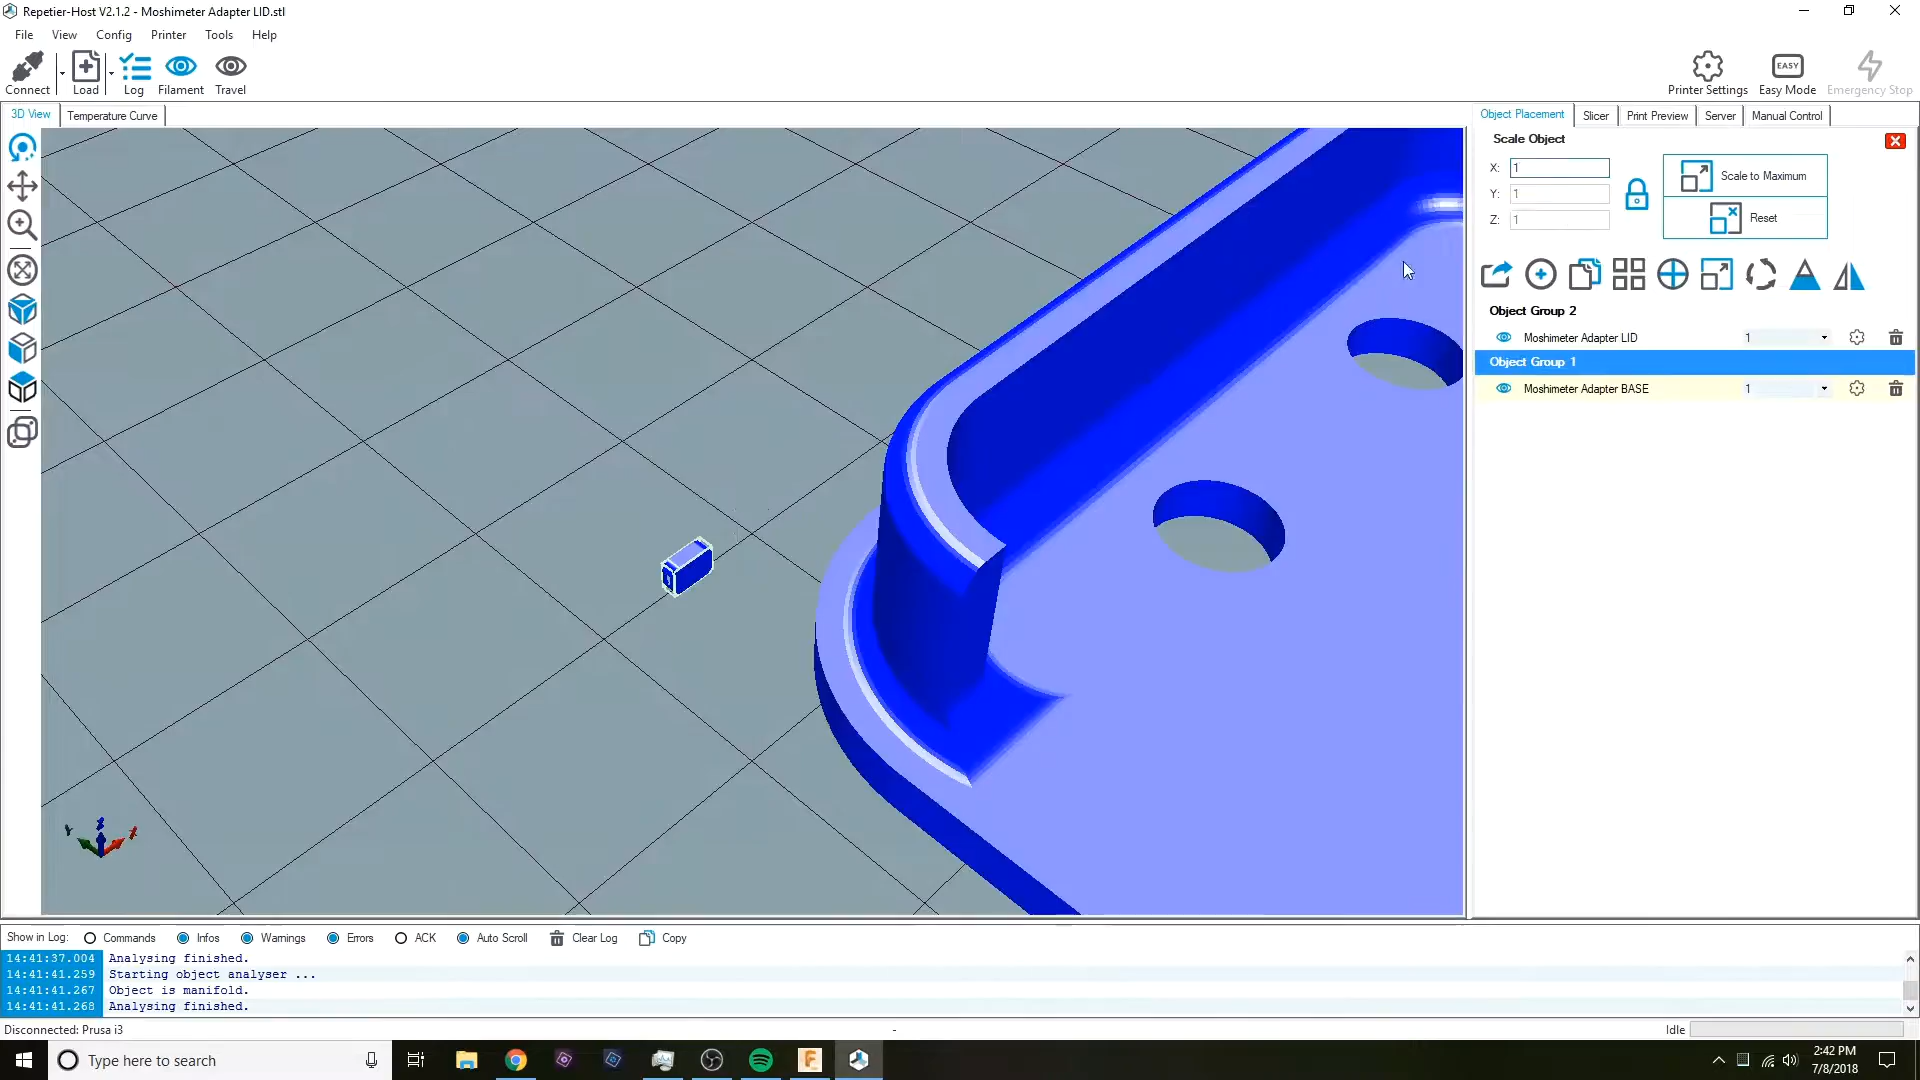 Repetier-Host V2.1.2 - Moshimeter Adapter LID.stl
File View Config Printer Tools Help
Connect Load Log Filament Travel
Printer Settings EASY Easy Mode Emergency Stop
3D View Temperature Curve
Object Placement Slicer Print Preview Server Manual Control
Scale Object
X: 1
Y: 1
Z: 1
Scale to Maximum
Reset
Object Group 2
Moshimeter Adapter LID 1
Object Group 1
Moshimeter Adapter BASE 1
Y Z X
Show in Log: Commands Infos Warnings Errors ACK Auto Scroll Clear Log Copy
14:41:37.004 Analysing finished.
14:41:41.259 Starting object analyser ...
14:41:41.267 Object is manifold.
14:41:41.268 Analysing finished.
Disconnected: Prusa i3 - Idle
Type here to search
2:42 PM
7/8/2018